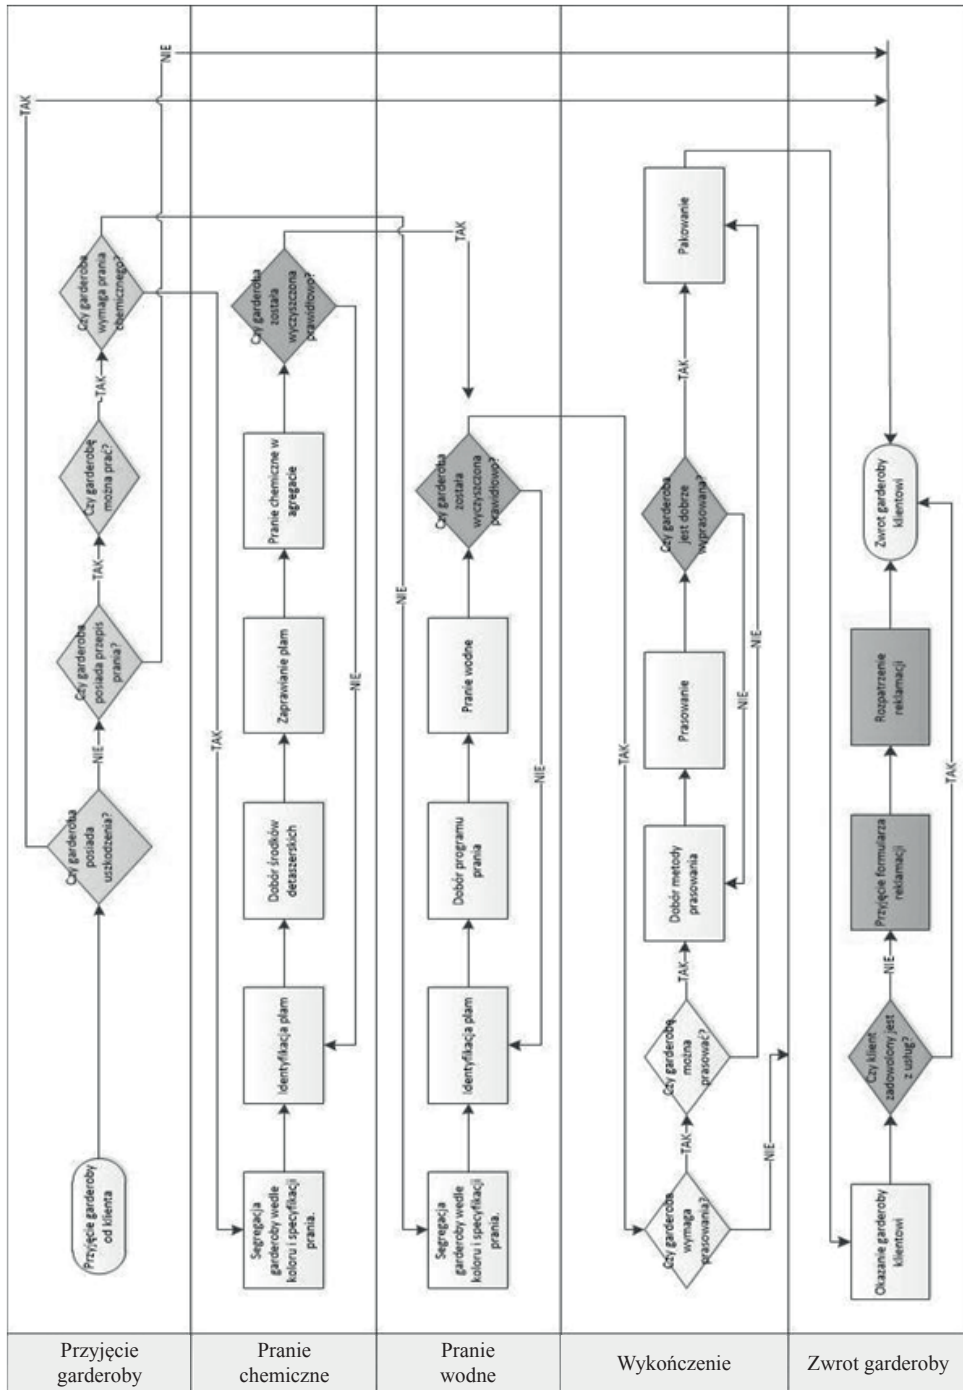 Przyjęcie garderoby
od klienta
Czy garderoba
posiada
uszkodzenia?
TAK
NIE
Czy garderoba
posiada przepis
prania?
NIE
TAK
Czy garderobę
można prać?
TAK
Czy garderoba
wymaga prania
chemicznego?
TAK
NIE
Segregacja
garderoby wedle
koloru i specyfikacji
prania.
Identyfikacja plam
Dobór środków
detaszerskich
Zaprawianie plam
Pranie chemiczne w
agregacie
Czy garderoba
została
wyczyszczona
prawidłowo?
NIE
TAK
Segregacja
garderoby wedle
koloru i specyfikacji
prania.
Identyfikacja plam
Dobór programu
prania
Pranie wodne
Czy garderoba
została
wyczyszczona
prawidłowo?
NIE
TAK
Czy garderoba
wymaga
prasowania?
TAK
NIE
Czy garderobę
można
prasować?
TAK
NIE
Dobór metody
prasowania
Prasowanie
Czy garderoba
jest dobrze
wyprasowana?
NIE
TAK
Pakowanie
Okazanie garderoby
klientowi
Czy klient
zadowolony jest
z usług?
NIE
TAK
Przyjęcie formularza
reklamacji
Rozpatrzenie
reklamacji
Zwrot garderoby
klientowi
Przyjęcie
garderoby
Pranie
chemiczne
Pranie
wodne
Wykończenie
Zwrot garderoby